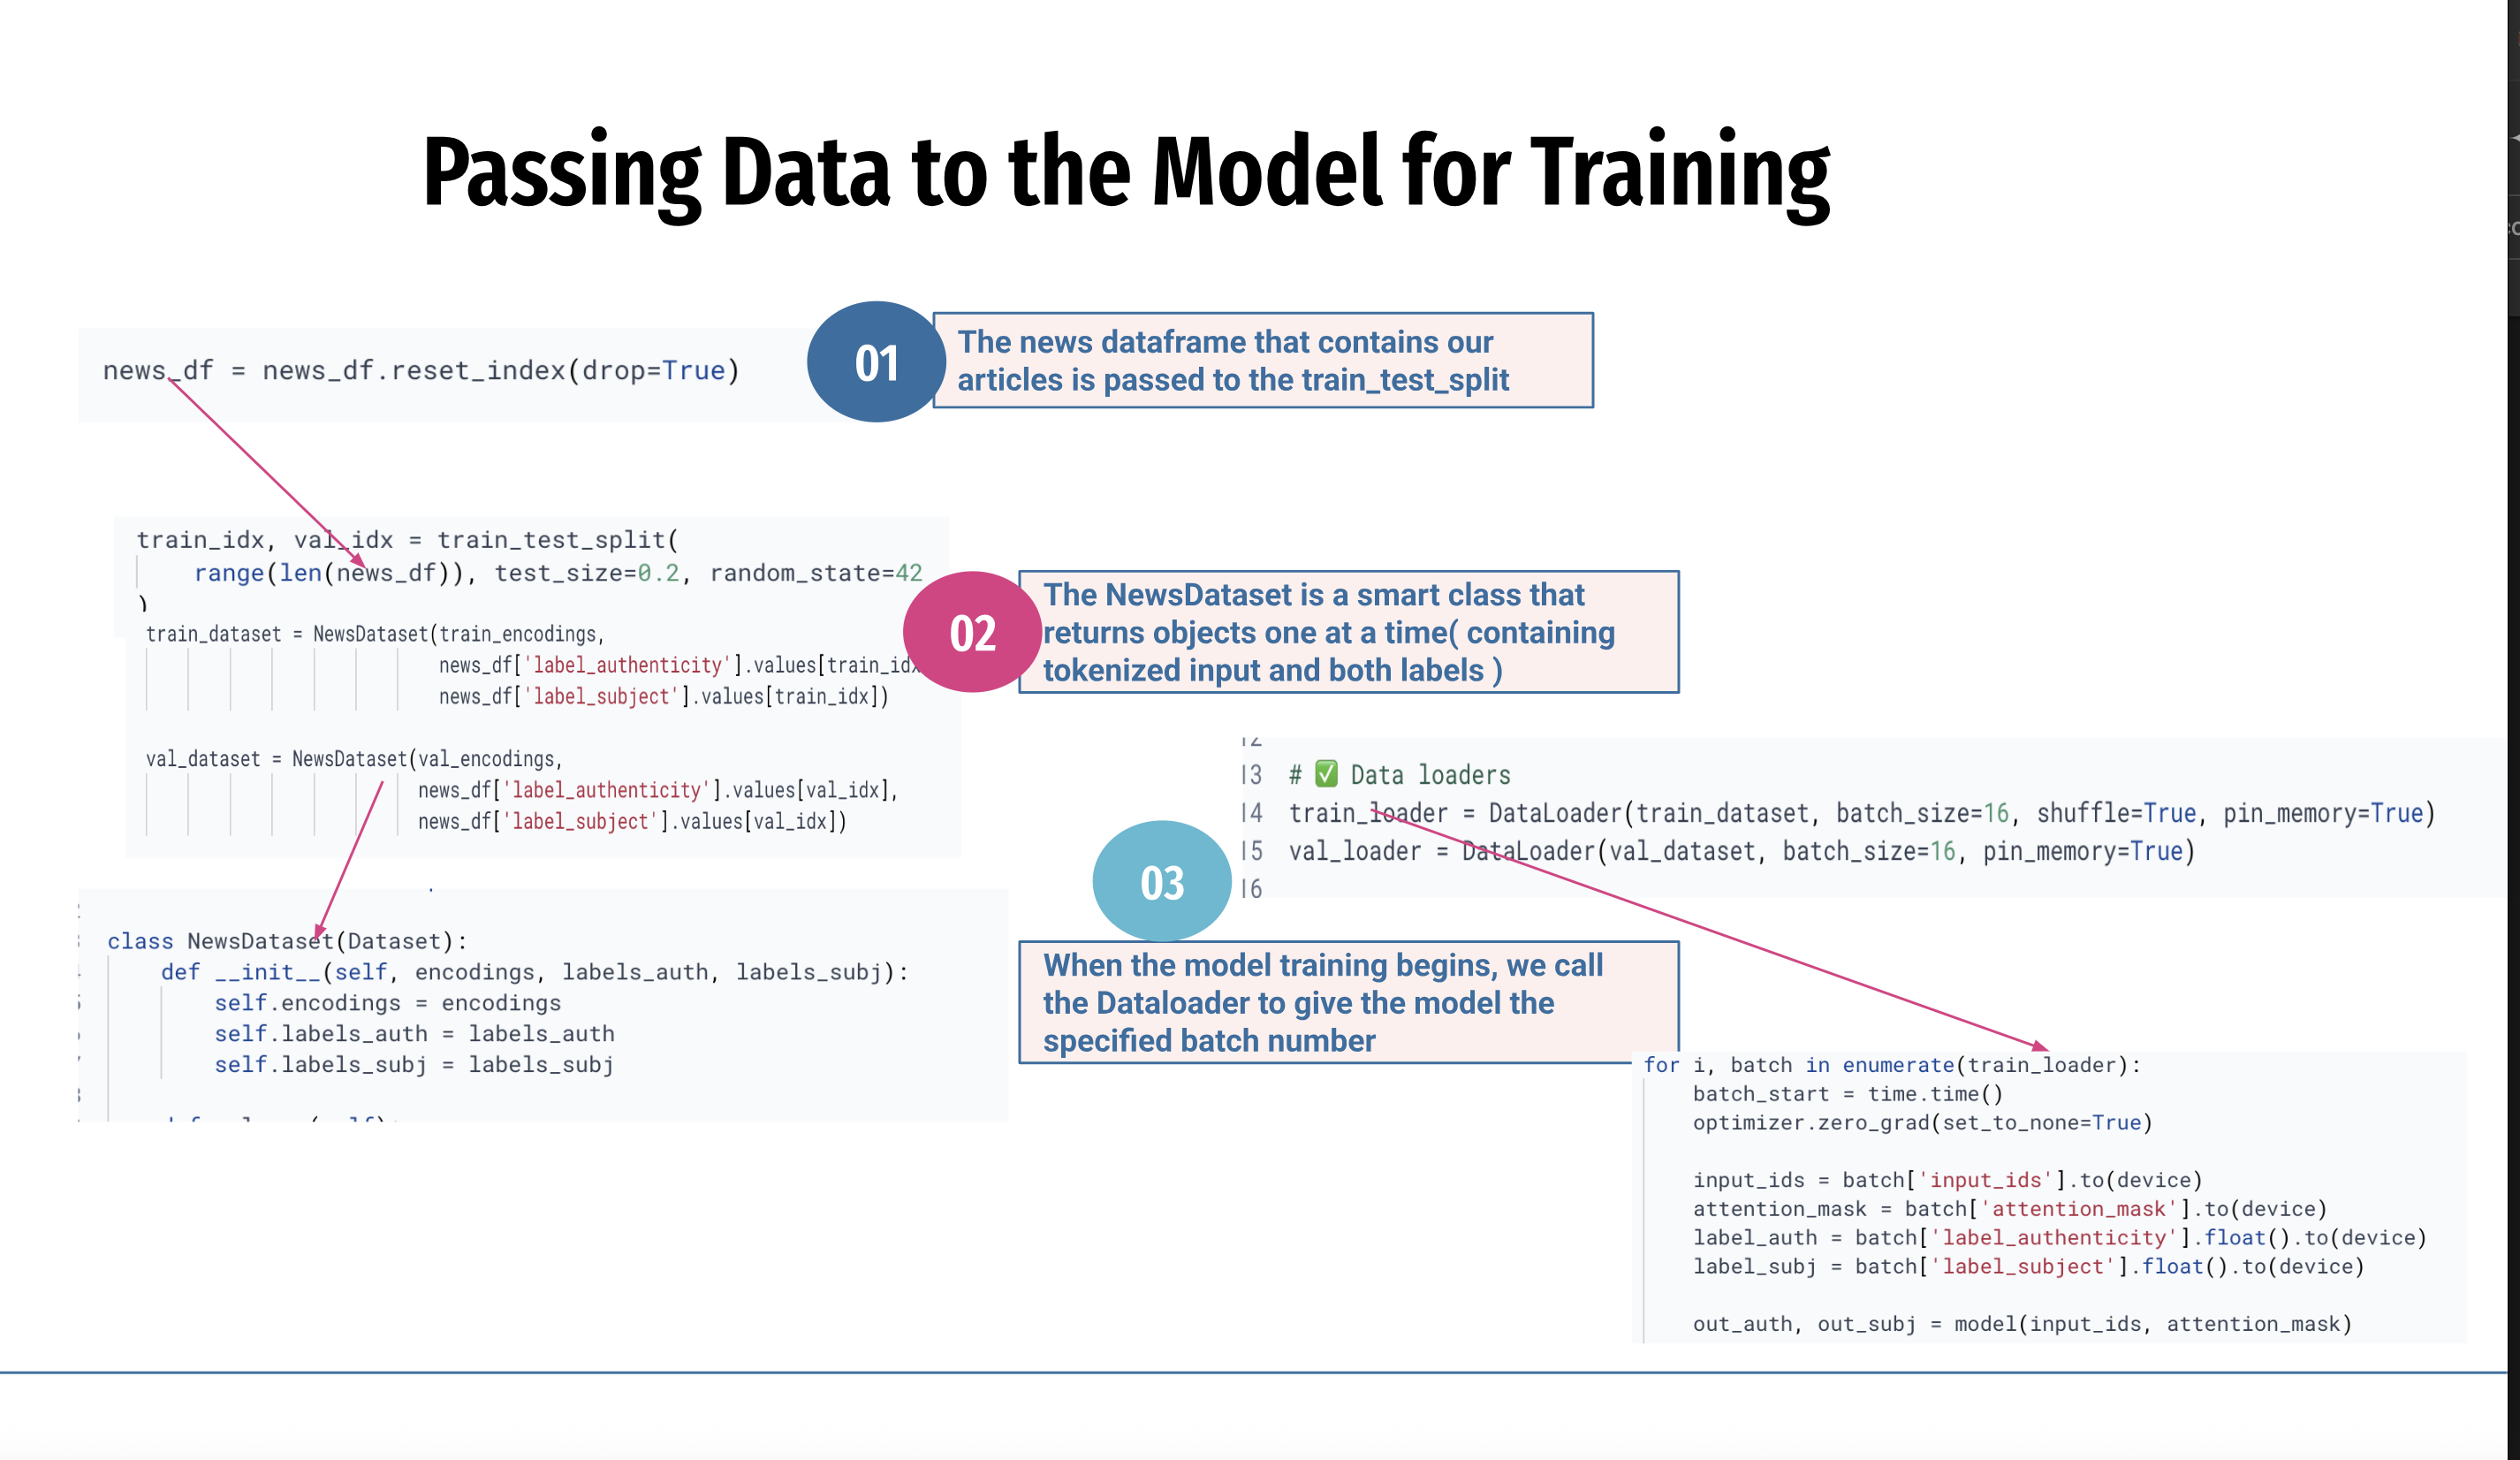 Passing Data to the Model for Training
news_df = news_df.reset_index(drop=True)
01
The news dataframe that contains our
articles is passed to the train_test_split
train_idx, val_idx = train_test_split(
range(len(news_df)), test_size=0.2, random_state=42
)
train_dataset = NewsDataset(train_encodings,
news_df['label_authenticity'].values[train_idx
news_df['label_subject'].values[train_idx])
val_dataset = NewsDataset(val_encodings,
news_df['label_authenticity'].values[val_idx],
news_df['label_subject'].values[val_idx])
02
The NewsDataset is a smart class that
returns objects one at a time( containing
tokenized input and both labels )
class NewsDataset(Dataset):
def __init__(self, encodings, labels_auth, labels_subj):
self.encodings = encodings
self.labels_auth = labels_auth
self.labels_subj = labels_subj
12
13 # ✅ Data loaders
14 train_loader = DataLoader(train_dataset, batch_size=16, shuffle=True, pin_memory=True)
15 val_loader = DataLoader(val_dataset, batch_size=16, pin_memory=True)
16
03
When the model training begins, we call
the Dataloader to give the model the
specified batch number
for i, batch in enumerate(train_loader):
batch_start = time.time()
optimizer.zero_grad(set_to_none=True)
input_ids = batch['input_ids'].to(device)
attention_mask = batch['attention_mask'].to(device)
label_auth = batch['label_authenticity'].float().to(device)
label_subj = batch['label_subject'].float().to(device)
out_auth, out_subj = model(input_ids, attention_mask)